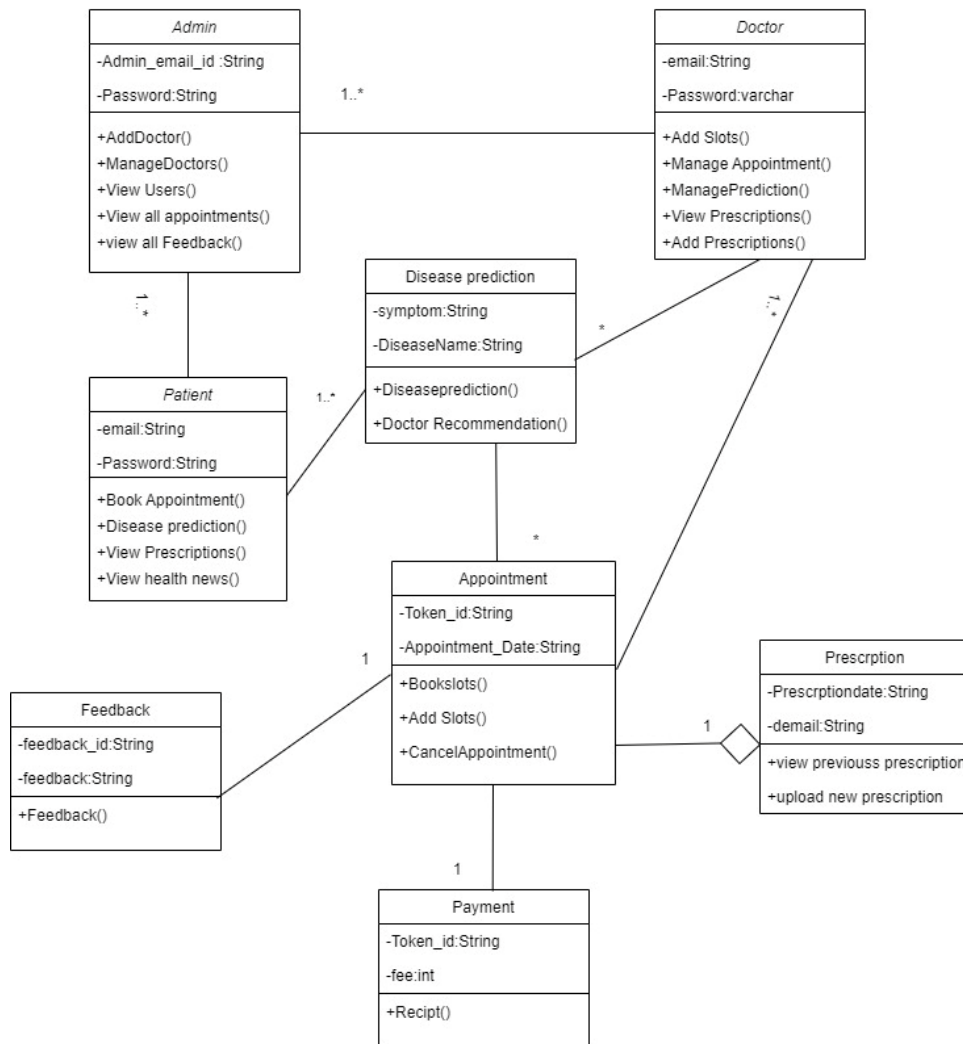 Admin
-Admin_email_id :String
-Password:String
+AddDoctor()
+ManageDoctors()
+View Users()
+View all appointments()
+view all Feedback()
1..*
Doctor
-email:String
-Password:varchar
+Add Slots()
+Manage Appointment()
+ManagePrediction()
+View Prescriptions()
+Add Prescriptions()
1..*
Disease prediction
-symptom:String
-DiseaseName:String
+Diseaseprediction()
+Doctor Recommendation()
*
1..*
1..*
Patient
-email:String
-Password:String
+Book Appointment()
+Disease prediction()
+View Prescriptions()
+View health news()
*
Appointment
-Token_id:String
-Appointment_Date:String
+Bookslots()
+Add Slots()
+CancelAppointment()
1
Feedback
-feedback_id:String
-feedback:String
+Feedback()
1
Prescrption
-Prescrptiondate:String
-demail:String
+view previouss prescription
+upload new prescription
1
Payment
-Token_id:String
-fee:int
+Recipt()